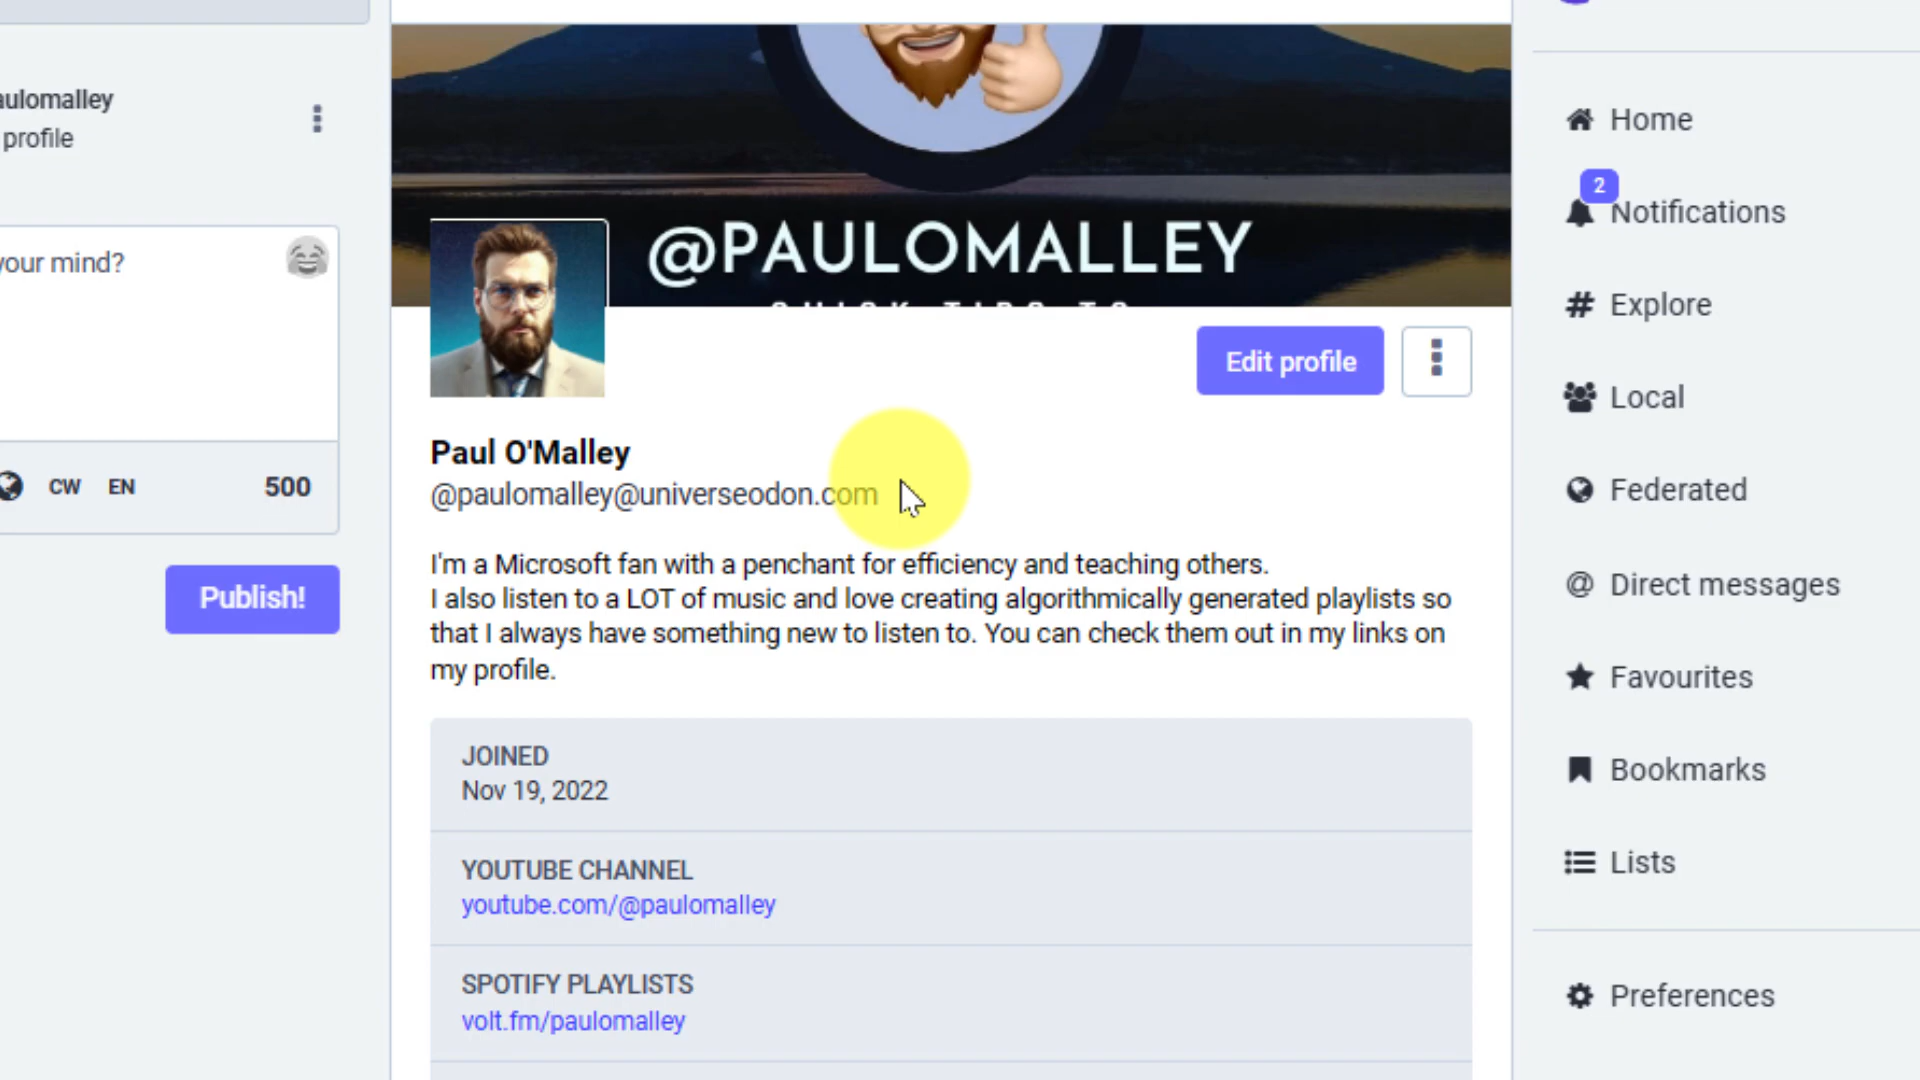 aulomalley
profile
your mind?
CW EN 500
Publish!
@PAULOMALLEY
Edit profile
Paul O'Malley
@paulomalley@universeodon.com
I'm a Microsoft fan with a penchant for efficiency and teaching others.
I also listen to a LOT of music and love creating algorithmically generated playlists so
that I always have something new to listen to. You can check them out in my links on
my profile.
JOINED
Nov 19, 2022
YOUTUBE CHANNEL
youtube.com/@paulomalley
SPOTIFY PLAYLISTS
volt.fm/paulomalley
Home
2
Notifications
Explore
Local
Federated
Direct messages
Favourites
Bookmarks
Lists
Preferences